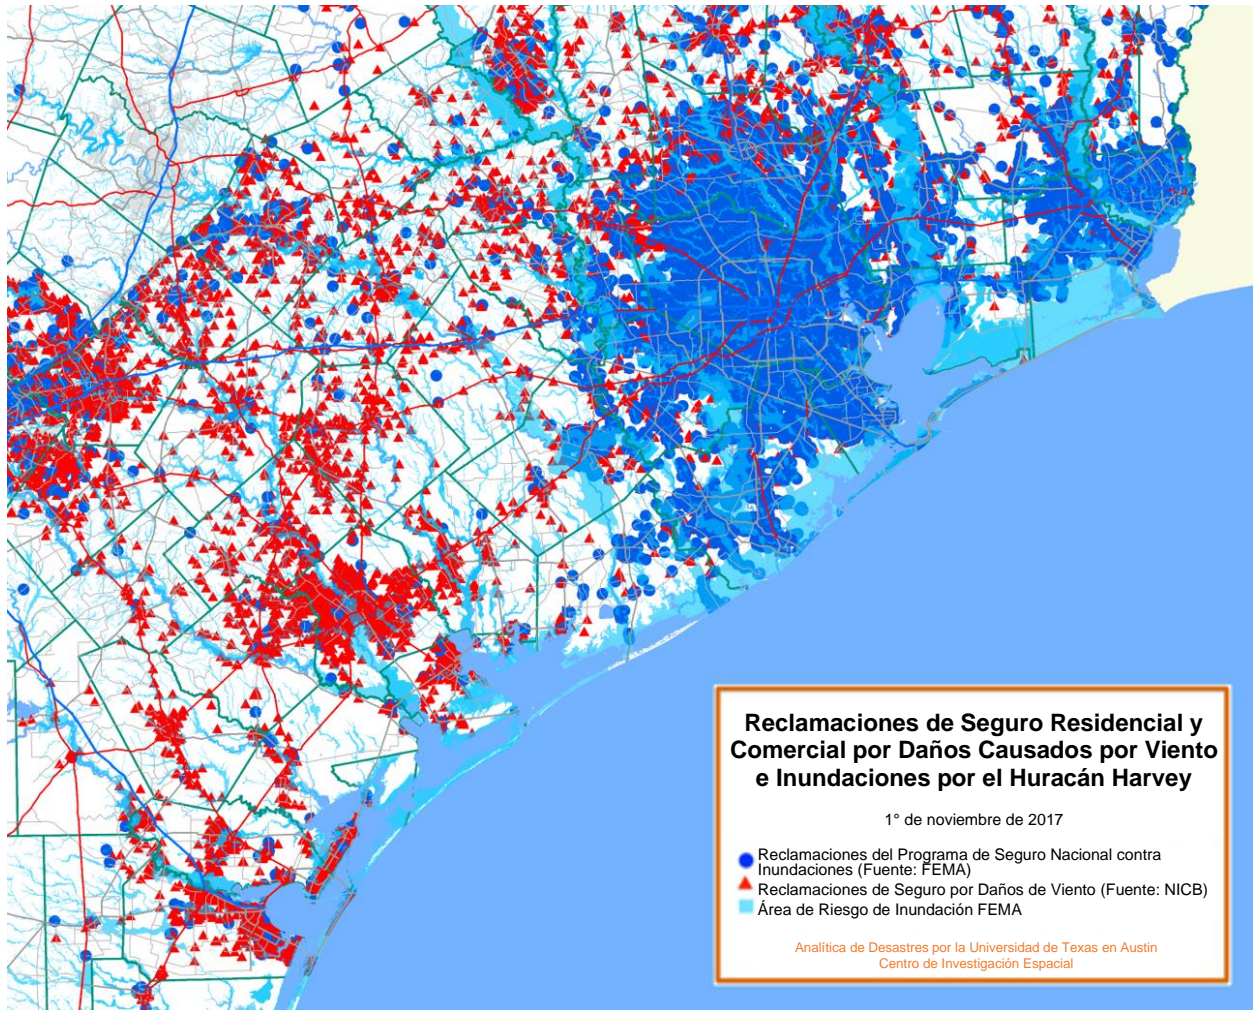 Reclamaciones de Seguro Residencial y
Comercial por Daños Causados por Viento
e Inundaciones por el Huracán Harvey
1° de noviembre de 2017
Reclamaciones del Programa de Seguro Nacional contra
Inundaciones (Fuente: FEMA)
Reclamaciones de Seguro por Daños de Viento (Fuente: NICB)
Área de Riesgo de Inundación FEMA
Analítica de Desastres por la Universidad de Texas en Austin
Centro de Investigación Espacial